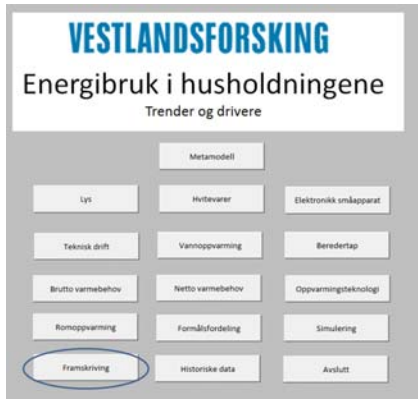 VESTLANDSFORSKING
Energibruk i husholdningene
Trender og drivere
Metamodell
Lys
Hvitevarer
Elektronikk småapparat
Teknisk drift
Vannoppvarming
Beredertap
Brutto varmebehov
Netto varmebehov
Oppvarmingsteknologi
Romoppvarming
Formålsfordeling
Simulering
Framskriving
Historiske data
Avslutt